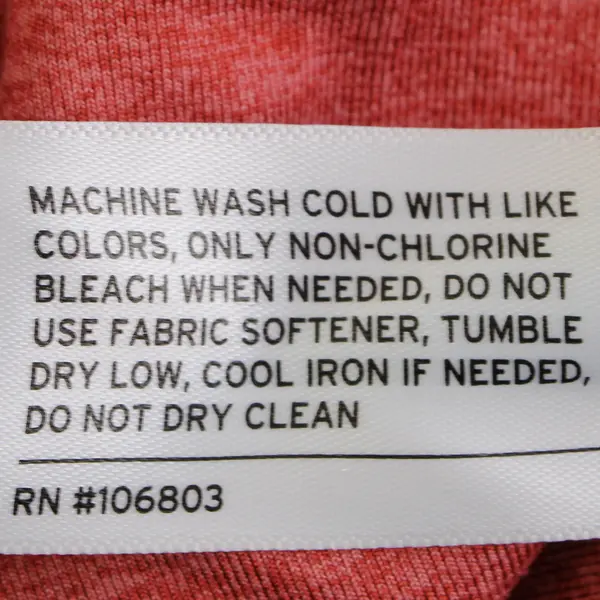 MACHINE WASH COLD WITH LIKE
COLORS, ONLY NON-CHLORINE
BLEACH WHEN NEEDED, DO NOT
USE FABRIC SOFTENER, TUMBLE
DRY LOW, COOL IRON IF NEEDED,
DO NOT DRY CLEAN
RN #106803